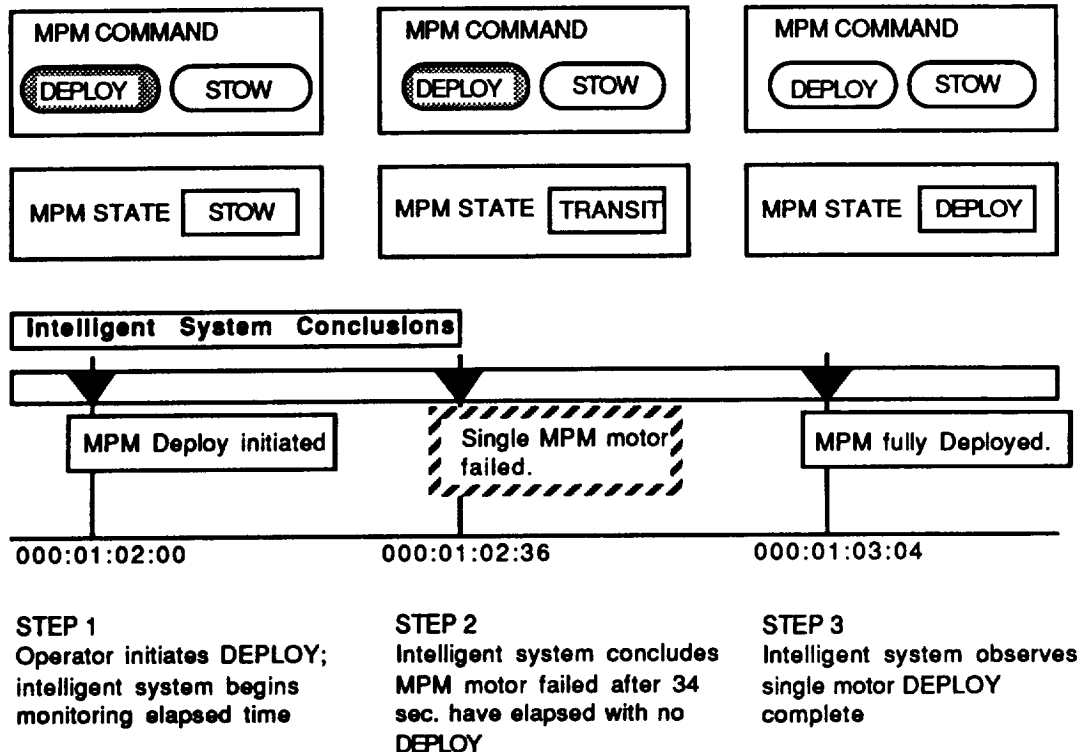 MPM COMMAND
DEPLOY STOW
MPM STATE STOW
MPM COMMAND
DEPLOY STOW
MPM STATE TRANSIT
MPM COMMAND
DEPLOY STOW
MPM STATE DEPLOY
Intelligent System Conclusions
MPM Deploy initiated
Single MPM motor
failed.
MPM fully Deployed.
000:01:02:00
000:01:02:36
000:01:03:04
STEP 1
Operator initiates DEPLOY;
intelligent system begins
monitoring elapsed time
STEP 2
Intelligent system concludes
MPM motor failed after 34
sec. have elapsed with no
DEPLOY
STEP 3
Intelligent system observes
single motor DEPLOY
complete